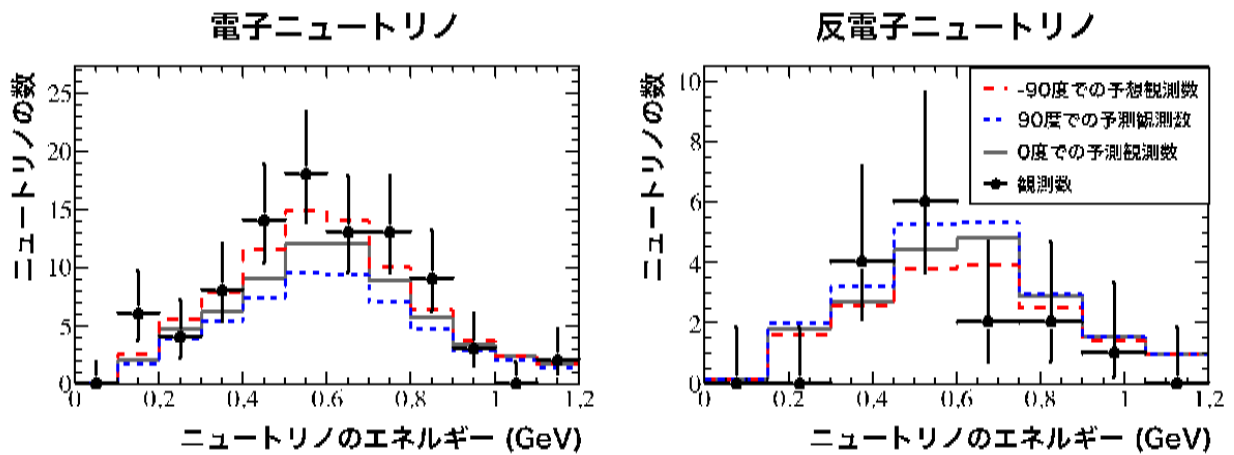 電子ニュートリノ
ニュートリノの数
25
20
15
10
5
0
0
0,2
0,4
0,6
0,8
1
1,2
ニュートリノのエネルギー (GeV)
反電子ニュートリノ
ニュートリノの数
10
8
6
4
2
0
0
0,2
0,4
0,6
0,8
1
1,2
ニュートリノのエネルギー (GeV)
-90度での予想観測数
90度での予測観測数
0度での予測観測数
観測数